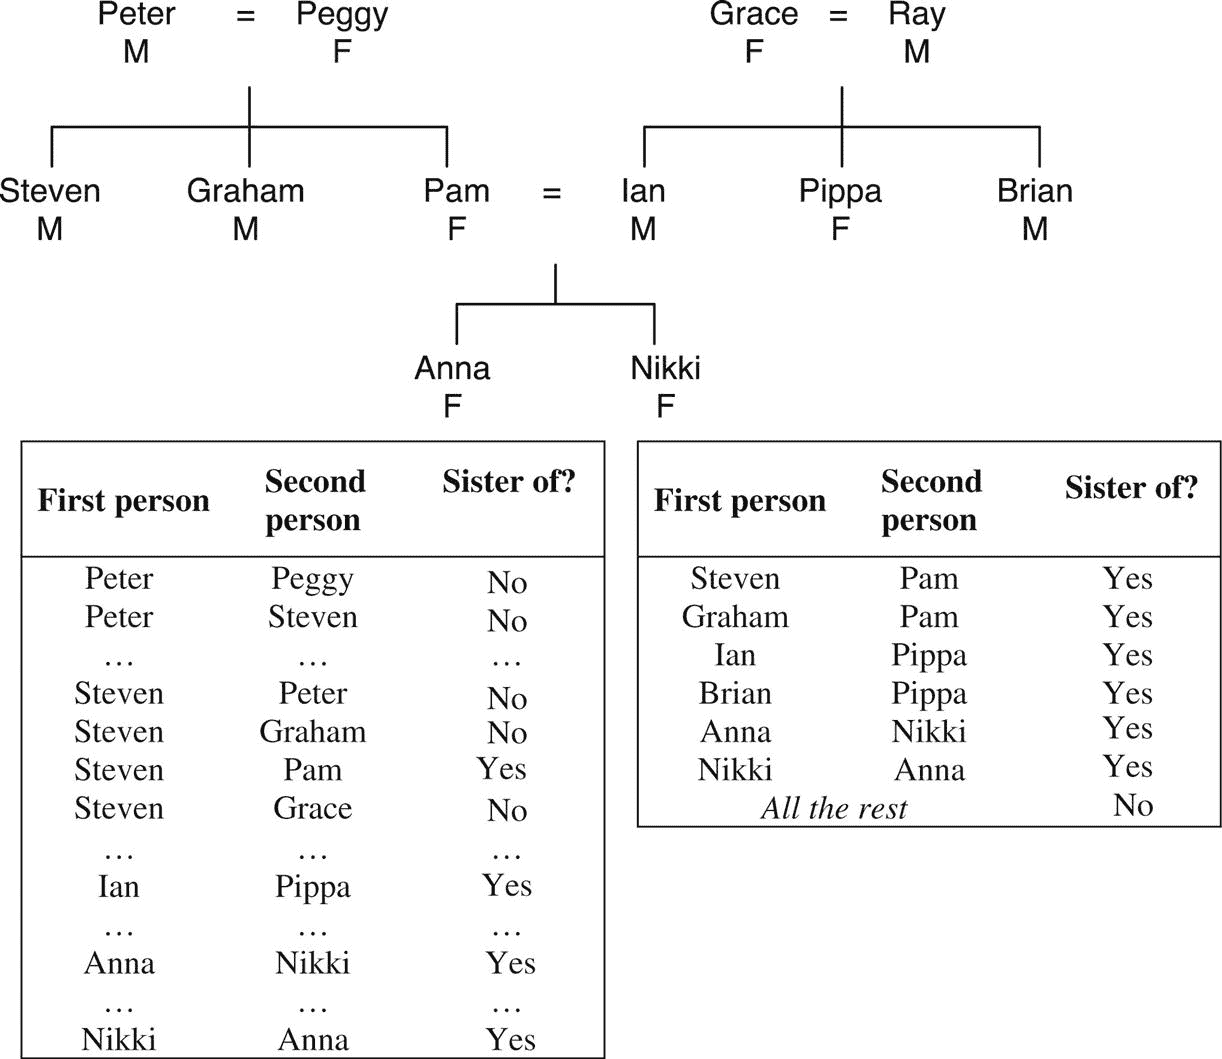 Peter = Peggy Grace = Ray
M F F M
Steven Graham Pam = Ian Pippa Brian
M M F M F M
Anna Nikki
F F
First person Second person Sister of?
Peter Peggy No
Peter Steven No
... ... ...
Steven Peter No
Steven Graham No
Steven Pam Yes
Steven Grace No
... ... ...
Ian Pippa Yes
... ... ...
Anna Nikki Yes
... ... ...
Nikki Anna Yes
First person Second person Sister of?
Steven Pam Yes
Graham Pam Yes
Ian Pippa Yes
Brian Pippa Yes
Anna Nikki Yes
Nikki Anna Yes
All the rest No